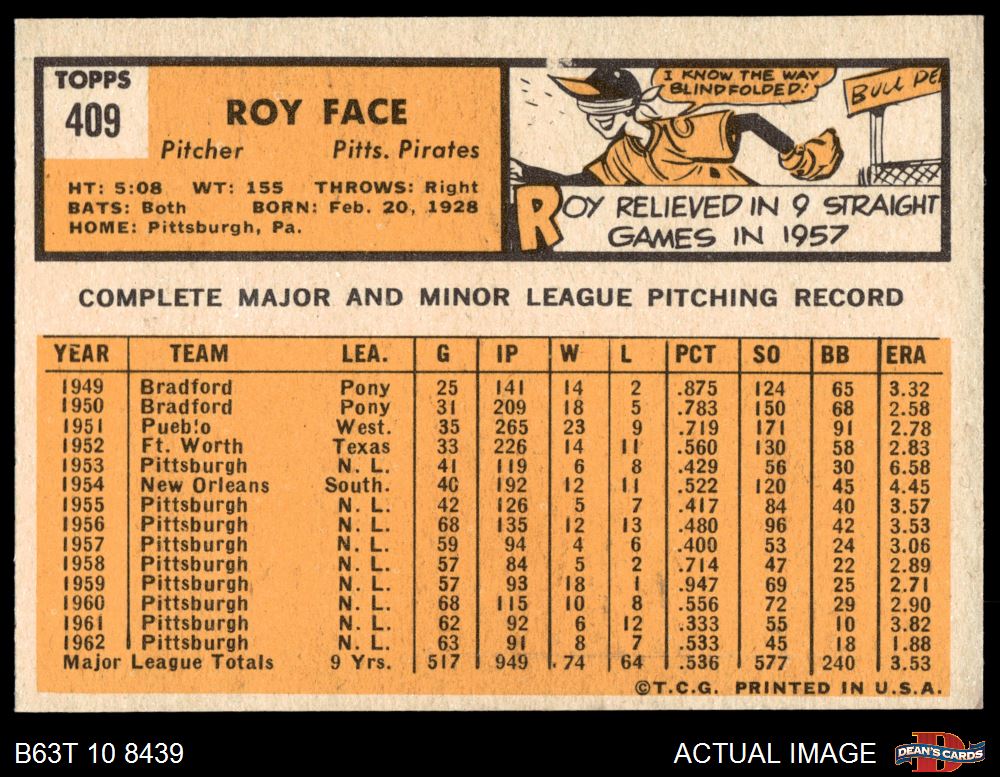 TOPPS
409
ROY FACE
Pitcher Pitts. Pirates
HT: 5:08 WT: 155 THROWS: Right
BATS: Both BORN: Feb. 20, 1928
HOME: Pittsburgh, Pa.
I KNOW THE WAY
BLINDFOLDED!
BULL PE
ROY RELIEVED IN 9 STRAIGHT
GAMES IN 1957
COMPLETE MAJOR AND MINOR LEAGUE PITCHING RECORD
YEAR TEAM LEA. G IP W L PCT SO BB ERA
1949 Bradford Pony 25 141 14 2 .875 124 65 3.32
1950 Bradford Pony 31 209 18 5 .783 150 68 2.58
1951 Pueblo West. 35 265 23 9 .719 171 91 2.78
1952 Ft. Worth Texas 33 226 14 11 .560 130 58 2.83
1953 Pittsburgh N. L. 41 119 6 8 .429 56 30 6.58
1954 New Orleans South. 40 192 12 11 .522 120 45 4.45
1955 Pittsburgh N. L. 42 126 5 7 .417 84 40 3.57
1956 Pittsburgh N. L. 68 135 12 13 .480 96 42 3.53
1957 Pittsburgh N. L. 59 94 4 6 .400 53 24 3.06
1958 Pittsburgh N. L. 57 84 5 2 .714 47 22 2.89
1959 Pittsburgh N. L. 57 93 18 1 .947 69 25 2.71
1960 Pittsburgh N. L. 68 115 10 8 .556 72 29 2.90
1961 Pittsburgh N. L. 62 92 6 12 .333 55 10 3.82
1962 Pittsburgh N. L. 63 91 8 7 .533 45 18 1.88
Major League Totals 9 Yrs. 517 949 74 64 .536 577 240 3.53
©T.C.G. PRINTED IN U.S.A.
B63T 10 8439 ACTUAL IMAGE
DEAN'S CARDS